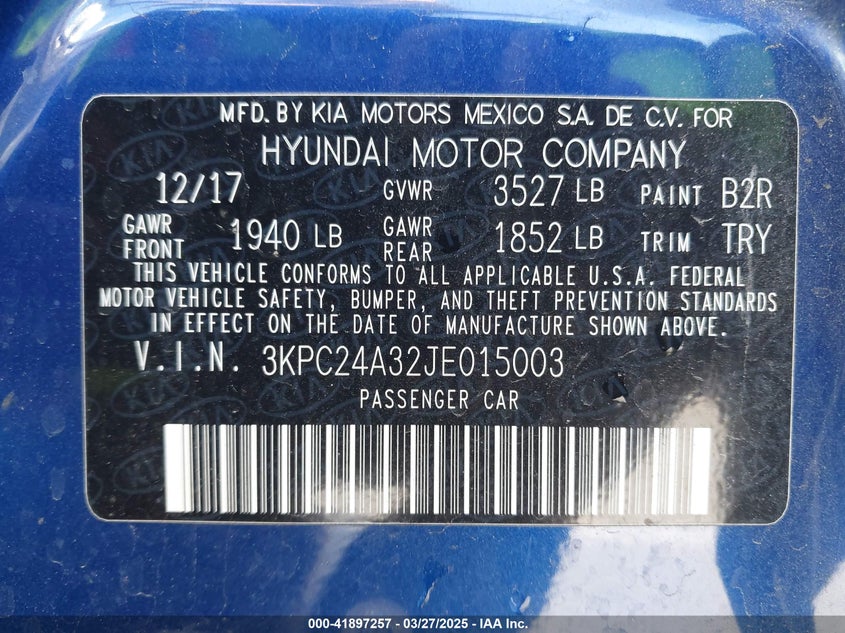 MFD. BY KIA MOTORS MEXICO S.A. DE C.V. FOR
HYUNDAI MOTOR COMPANY
12/17 GVWR 3527 LB PAINT B2R
GAWR FRONT 1940 LB GAWR REAR 1852 LB TRIM TRY
THIS VEHICLE CONFORMS TO ALL APPLICABLE U.S.A. FEDERAL
MOTOR VEHICLE SAFETY, BUMPER, AND THEFT PREVENTION STANDARDS
IN EFFECT ON THE DATE OF MANUFACTURE SHOWN ABOVE.
V.I.N. 3KPC24A32JE015003
PASSENGER CAR
000-41897257 - 03/27/2025 - IAA Inc.